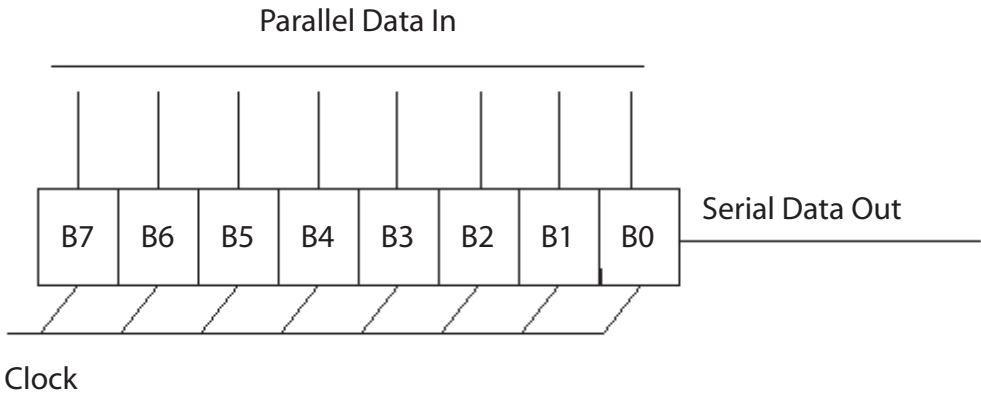 Parallel Data In
B7 B6 B5 B4 B3 B2 B1 B0
Serial Data Out
Clock